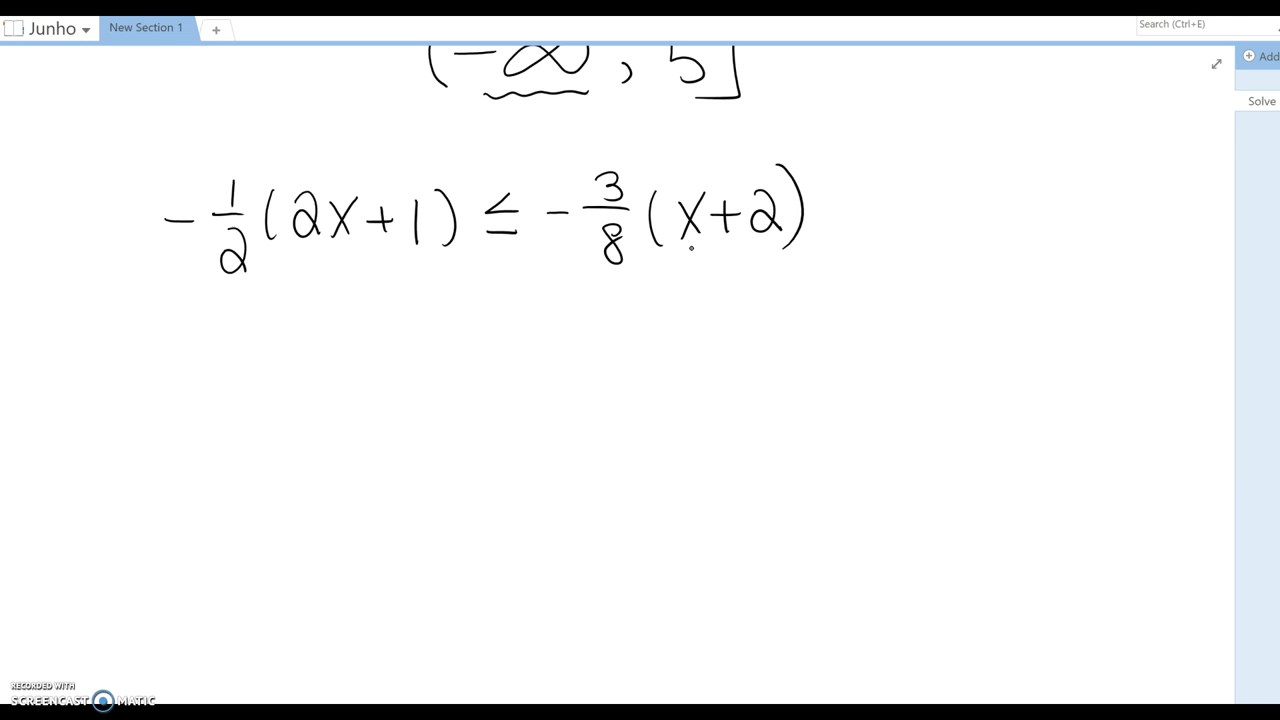 Junho
New Section 1
+
Search (Ctrl+E)
Add
Solve
(-∞, 5]
-1/2(2x+1) ≤ -3/8(x+2)
RECORDED WITH
SCREENCAST MATIC